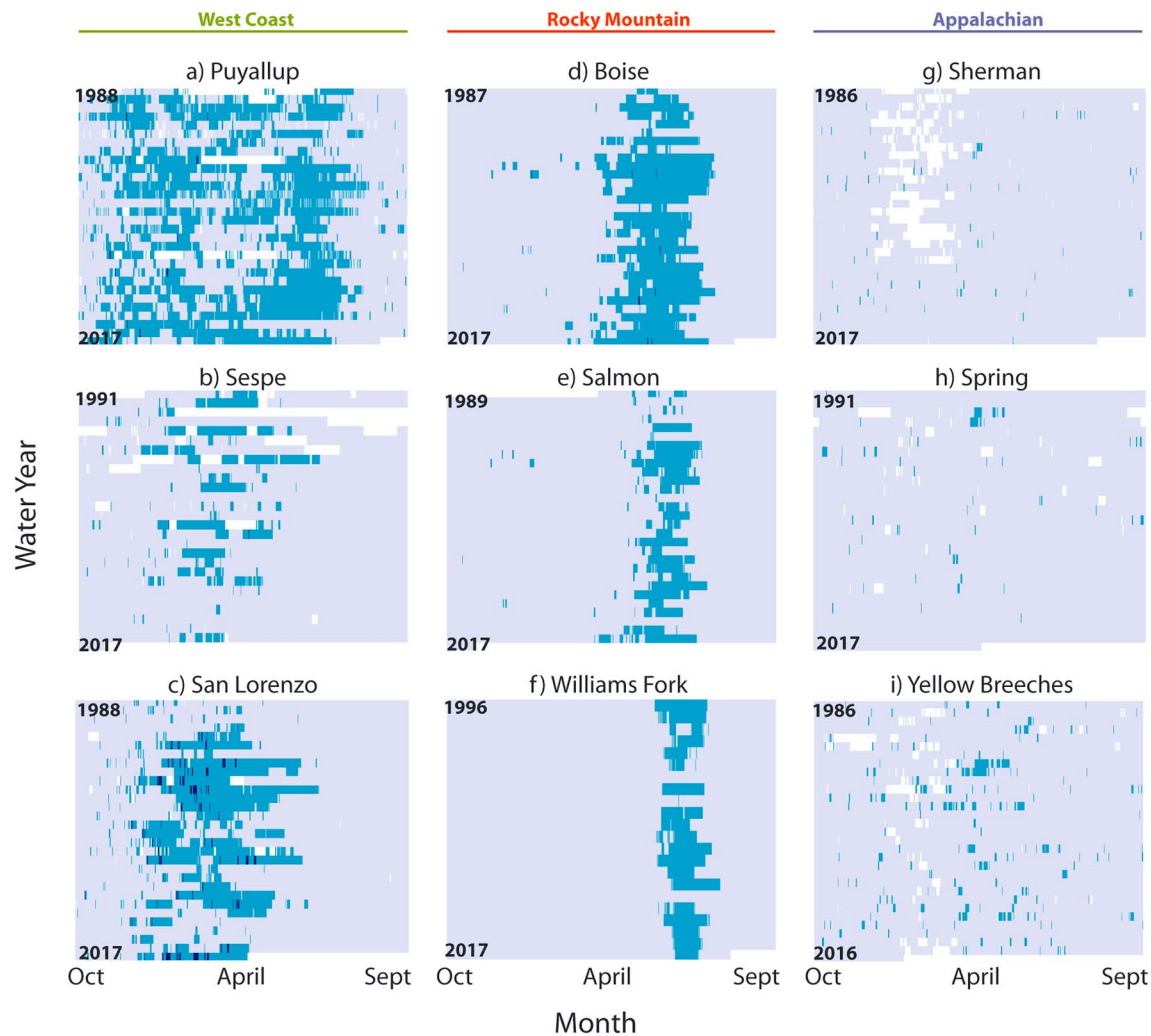 West Coast
Rocky Mountain
Appalachian
a) Puyallup
d) Boise
g) Sherman
1988
1987
1986
2017
2017
2017
b) Sespe
e) Salmon
h) Spring
1991
1989
1991
2017
2017
2017
c) San Lorenzo
f) Williams Fork
i) Yellow Breeches
1988
1996
1986
2017
2017
2016
Oct April Sept
Oct April Sept
Oct April Sept
Water Year
Month